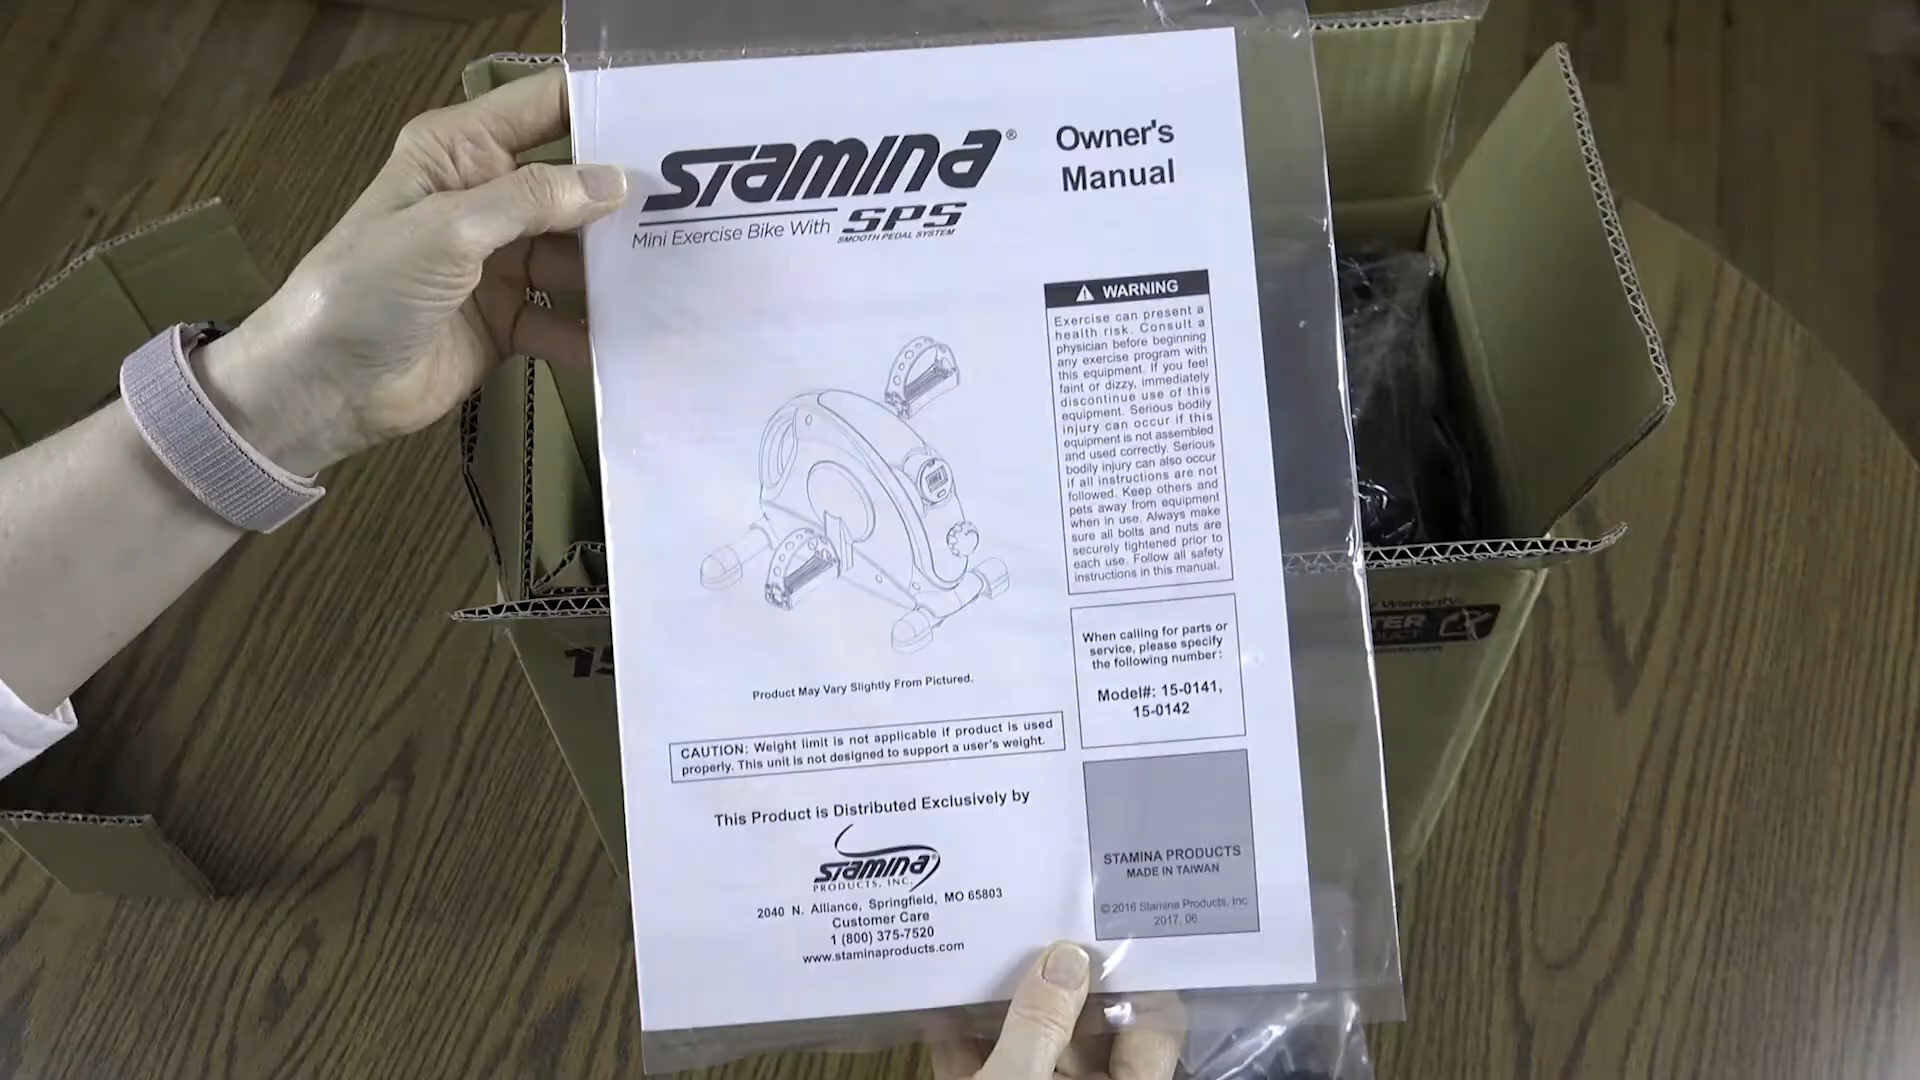 Stamina®
Mini Exercise Bike With SPS
SMOOTH PEDAL SYSTEM
Owner's
Manual
WARNING
Exercise can present a
health risk. Consult a
physician before beginning
any exercise program with
this equipment. If you feel
faint or dizzy, immediately
discontinue use of this
equipment. Serious bodily
injury can occur if this
equipment is not assembled
and used correctly. Serious
bodily injury can also occur
if all instructions are not
followed. Keep others and
pets away from equipment
when in use. Always make
sure all bolts and nuts are
securely tightened prior to
each use. Follow all safety
instructions in this manual.
When calling for parts or
service, please specify
the following number:
Model#: 15-0141,
15-0142
Product May Vary Slightly From Pictured.
CAUTION: Weight limit is not applicable if product is used
properly. This unit is not designed to support a user's weight.
This Product is Distributed Exclusively by
Stamina®
PRODUCTS, INC.
2040 N. Alliance, Springfield, MO 65803
Customer Care
1 (800) 375-7520
www.staminaproducts.com
STAMINA PRODUCTS
MADE IN TAIWAN
© 2016 Stamina Products, Inc
2017, 06
Warranty